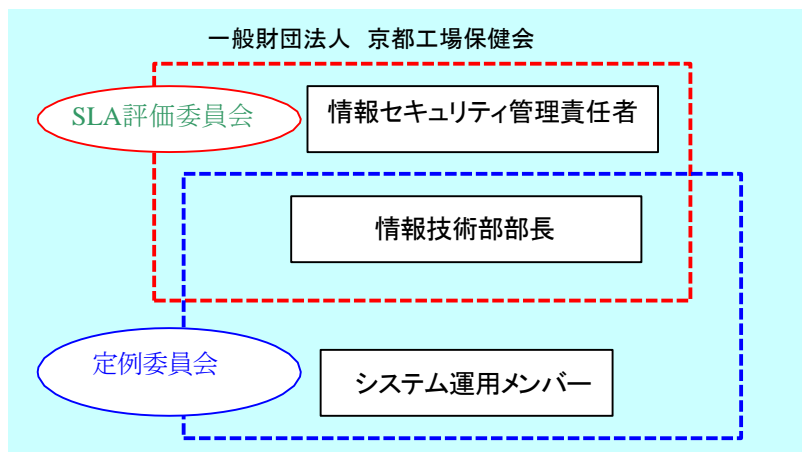 一般財団法人 京都工場保健会
SLA評価委員会
情報セキュリティ管理責任者
情報技術部部長
定例委員会
システム運用メンバー